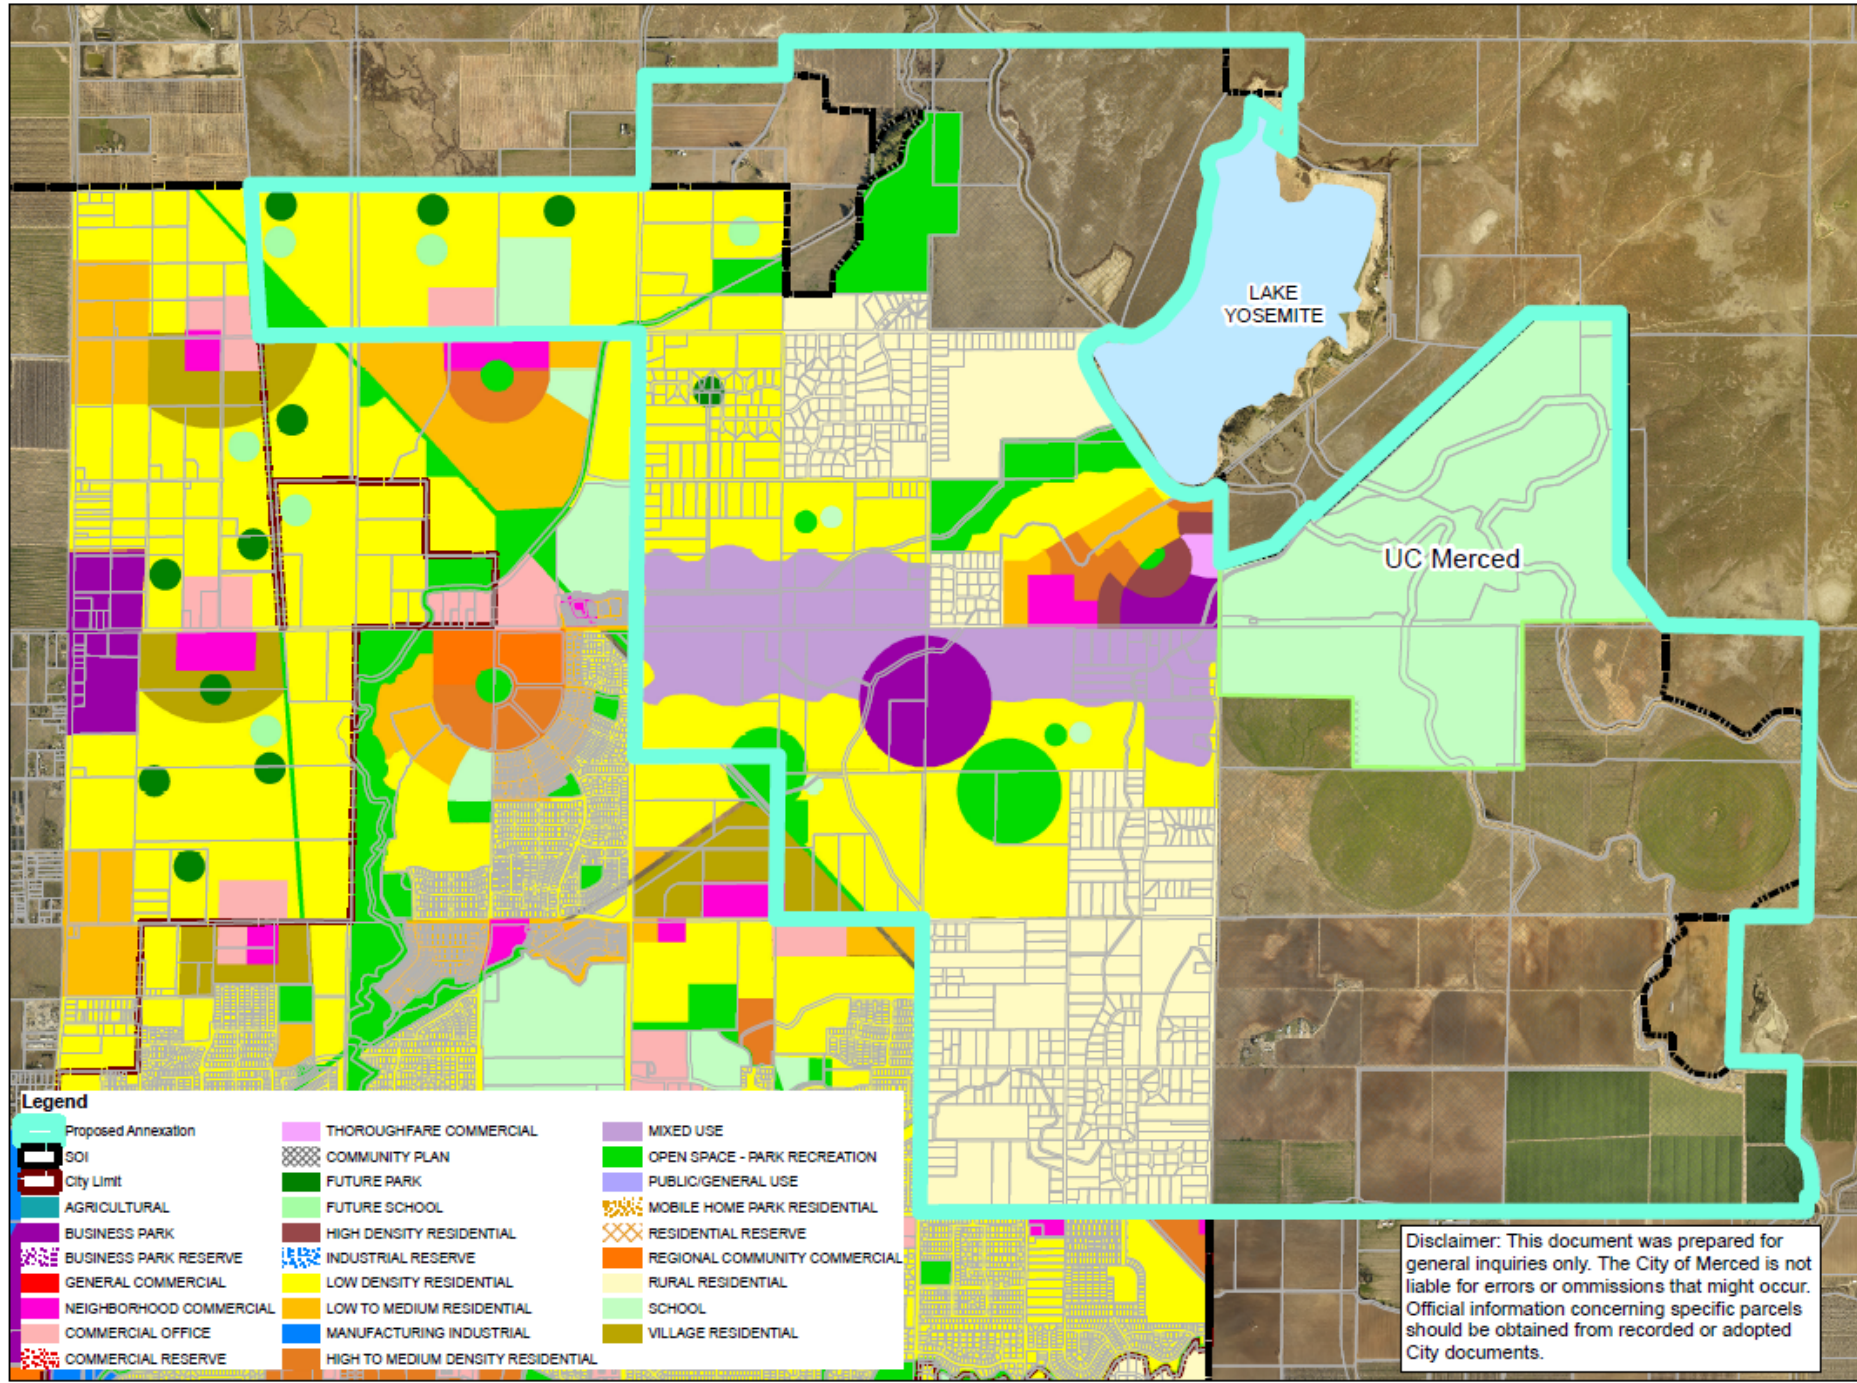 LAKE
YOSEMITE
UC Merced
Legend
Proposed Annexation
SOI
City Limit
AGRICULTURAL
BUSINESS PARK
BUSINESS PARK RESERVE
GENERAL COMMERCIAL
NEIGHBORHOOD COMMERCIAL
COMMERCIAL OFFICE
COMMERCIAL RESERVE
THOROUGHFARE COMMERCIAL
COMMUNITY PLAN
FUTURE PARK
FUTURE SCHOOL
HIGH DENSITY RESIDENTIAL
INDUSTRIAL RESERVE
LOW DENSITY RESIDENTIAL
LOW TO MEDIUM RESIDENTIAL
MANUFACTURING INDUSTRIAL
HIGH TO MEDIUM DENSITY RESIDENTIAL
MIXED USE
OPEN SPACE - PARK RECREATION
PUBLIC/GENERAL USE
MOBILE HOME PARK RESIDENTIAL
RESIDENTIAL RESERVE
REGIONAL COMMUNITY COMMERCIAL
RURAL RESIDENTIAL
SCHOOL
VILLAGE RESIDENTIAL
Disclaimer: This document was prepared for
general inquiries only. The City of Merced is not
liable for errors or ommissions that might occur.
Official information concerning specific parcels
should be obtained from recorded or adopted
City documents.